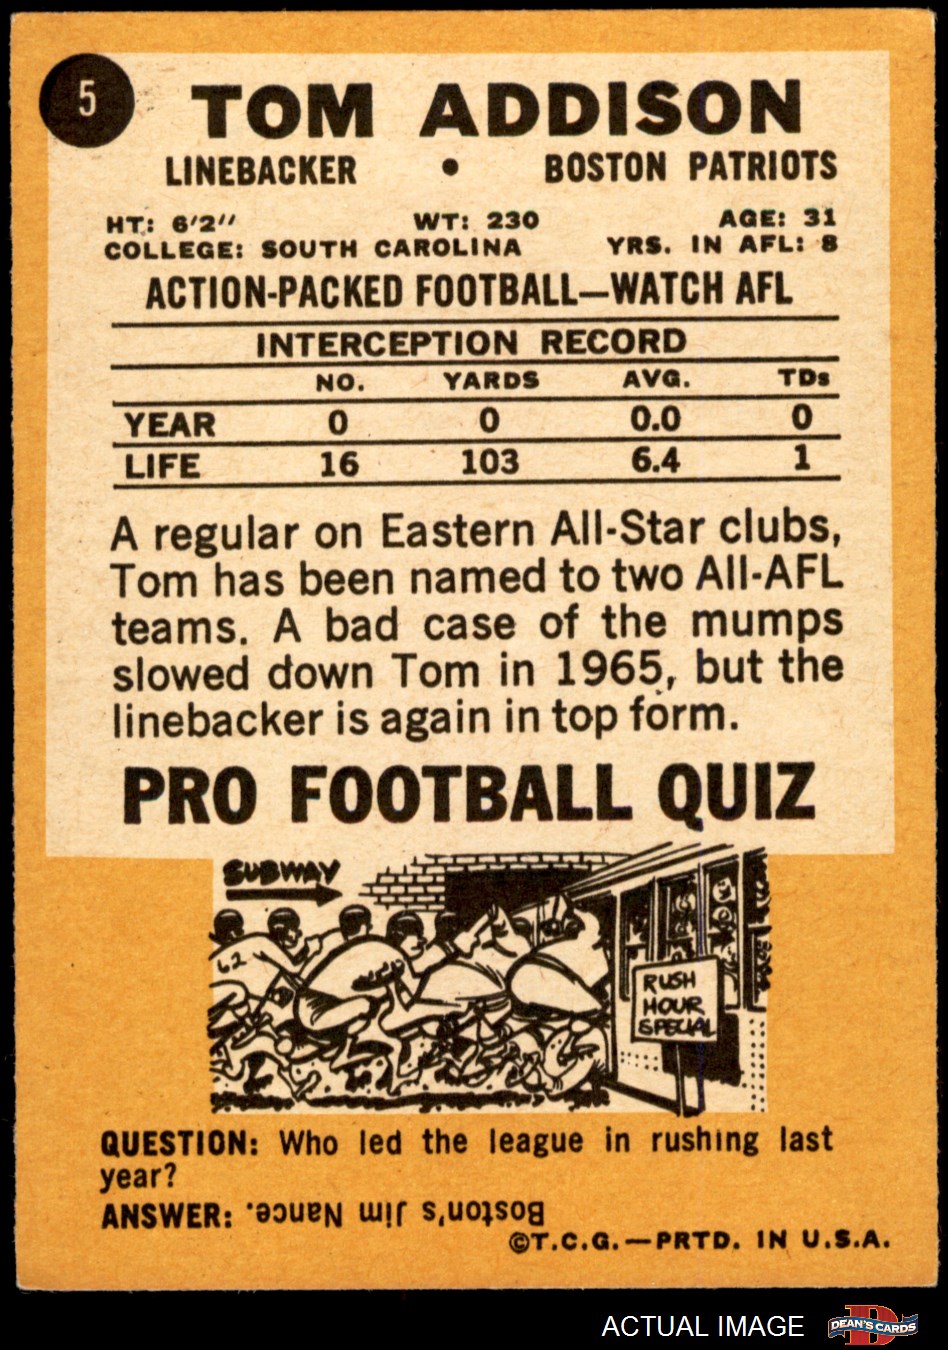 5
TOM ADDISON
LINEBACKER • BOSTON PATRIOTS
HT: 6'2" WT: 230 AGE: 31
COLLEGE: SOUTH CAROLINA YRS. IN AFL: 8
ACTION-PACKED FOOTBALL—WATCH AFL
INTERCEPTION RECORD
NO. YARDS AVG. TDs
YEAR 0 0 0.0 0
LIFE 16 103 6.4 1
A regular on Eastern All-Star clubs,
Tom has been named to two All-AFL
teams. A bad case of the mumps
slowed down Tom in 1965, but the
linebacker is again in top form.
PRO FOOTBALL QUIZ
SUBWAY
62
RUSH
HOUR
SPECIAL
QUESTION: Who led the league in rushing last
year?
ANSWER: Boston's Jim Nance.
©T.C.G.—PRTD. IN U.S.A.
ACTUAL IMAGE
D
DEAN'S CARDS